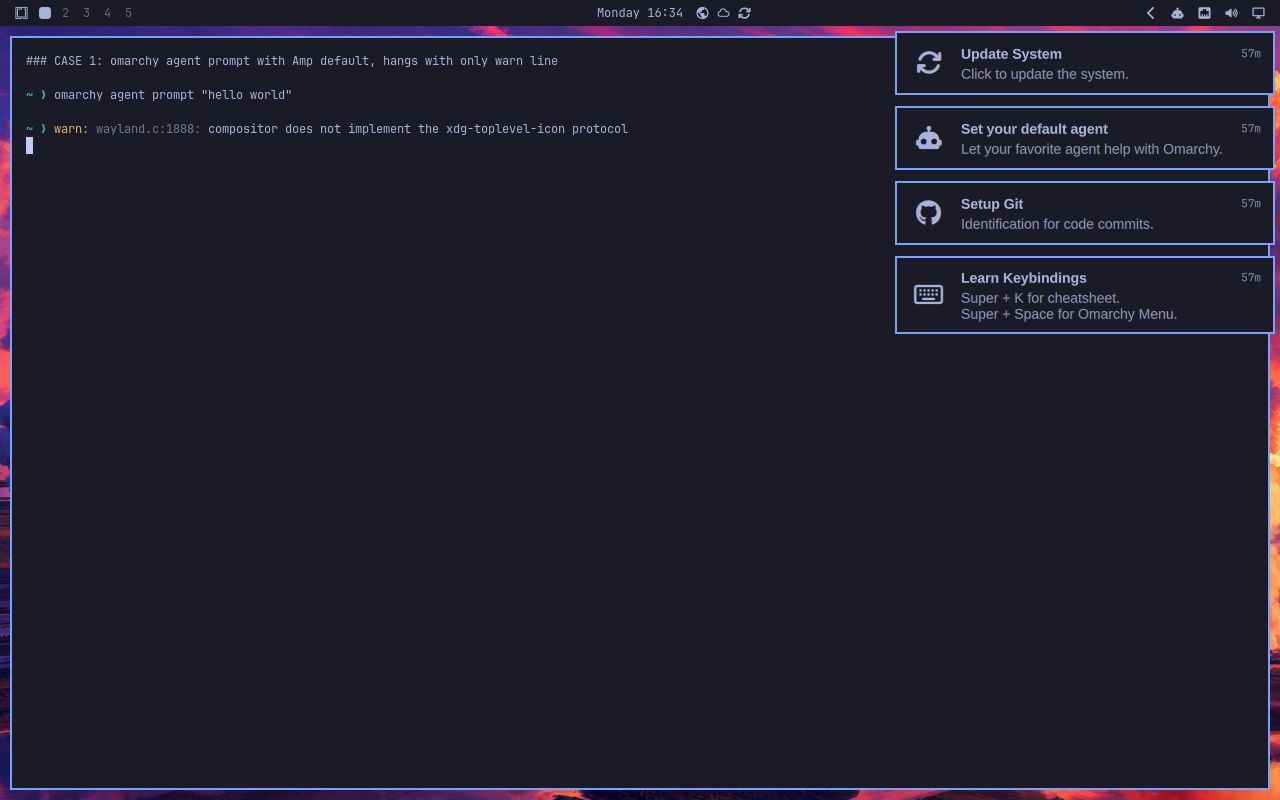 2 3 4 5
Monday 16:34
### CASE 1: omarchy agent prompt with Amp default, hangs with only warn line
~ ❯ omarchy agent prompt "hello world"
~ ❯ warn: wayland.c:1888: compositor does not implement the xdg-toplevel-icon protocol
Update System 57m
Click to update the system.
Set your default agent 57m
Let your favorite agent help with Omarchy.
Setup Git 57m
Identification for code commits.
Learn Keybindings 57m
Super + K for cheatsheet.
Super + Space for Omarchy Menu.